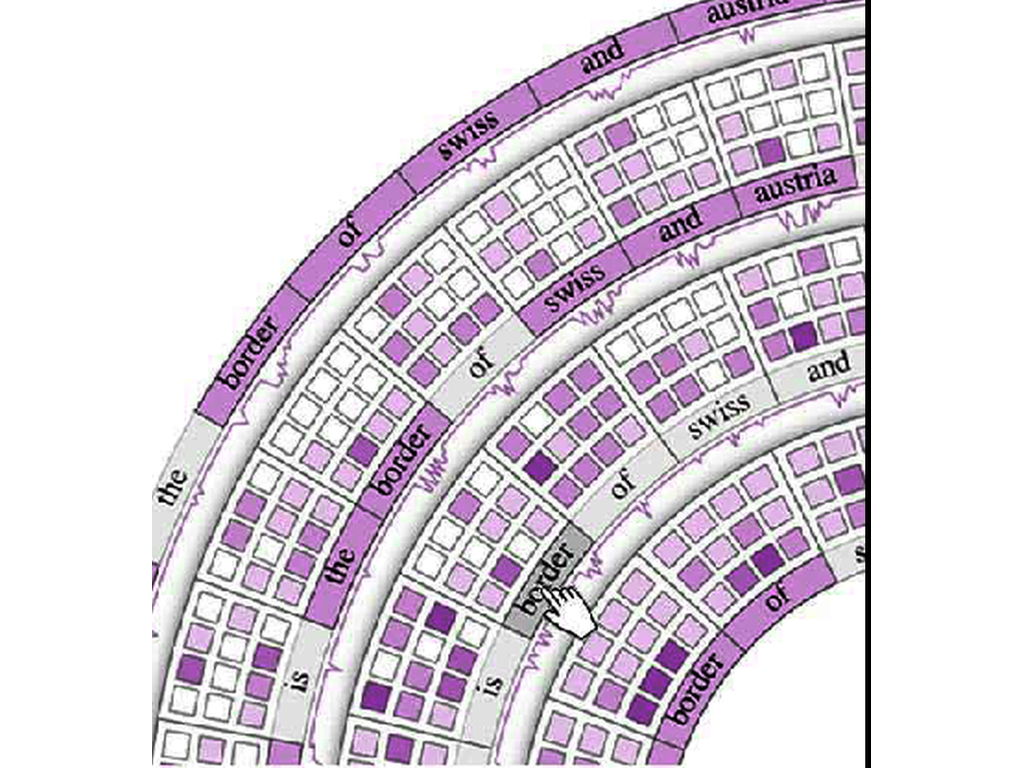 the border of swiss and austria
is the border of swiss and austria
is border of swiss and
border of s